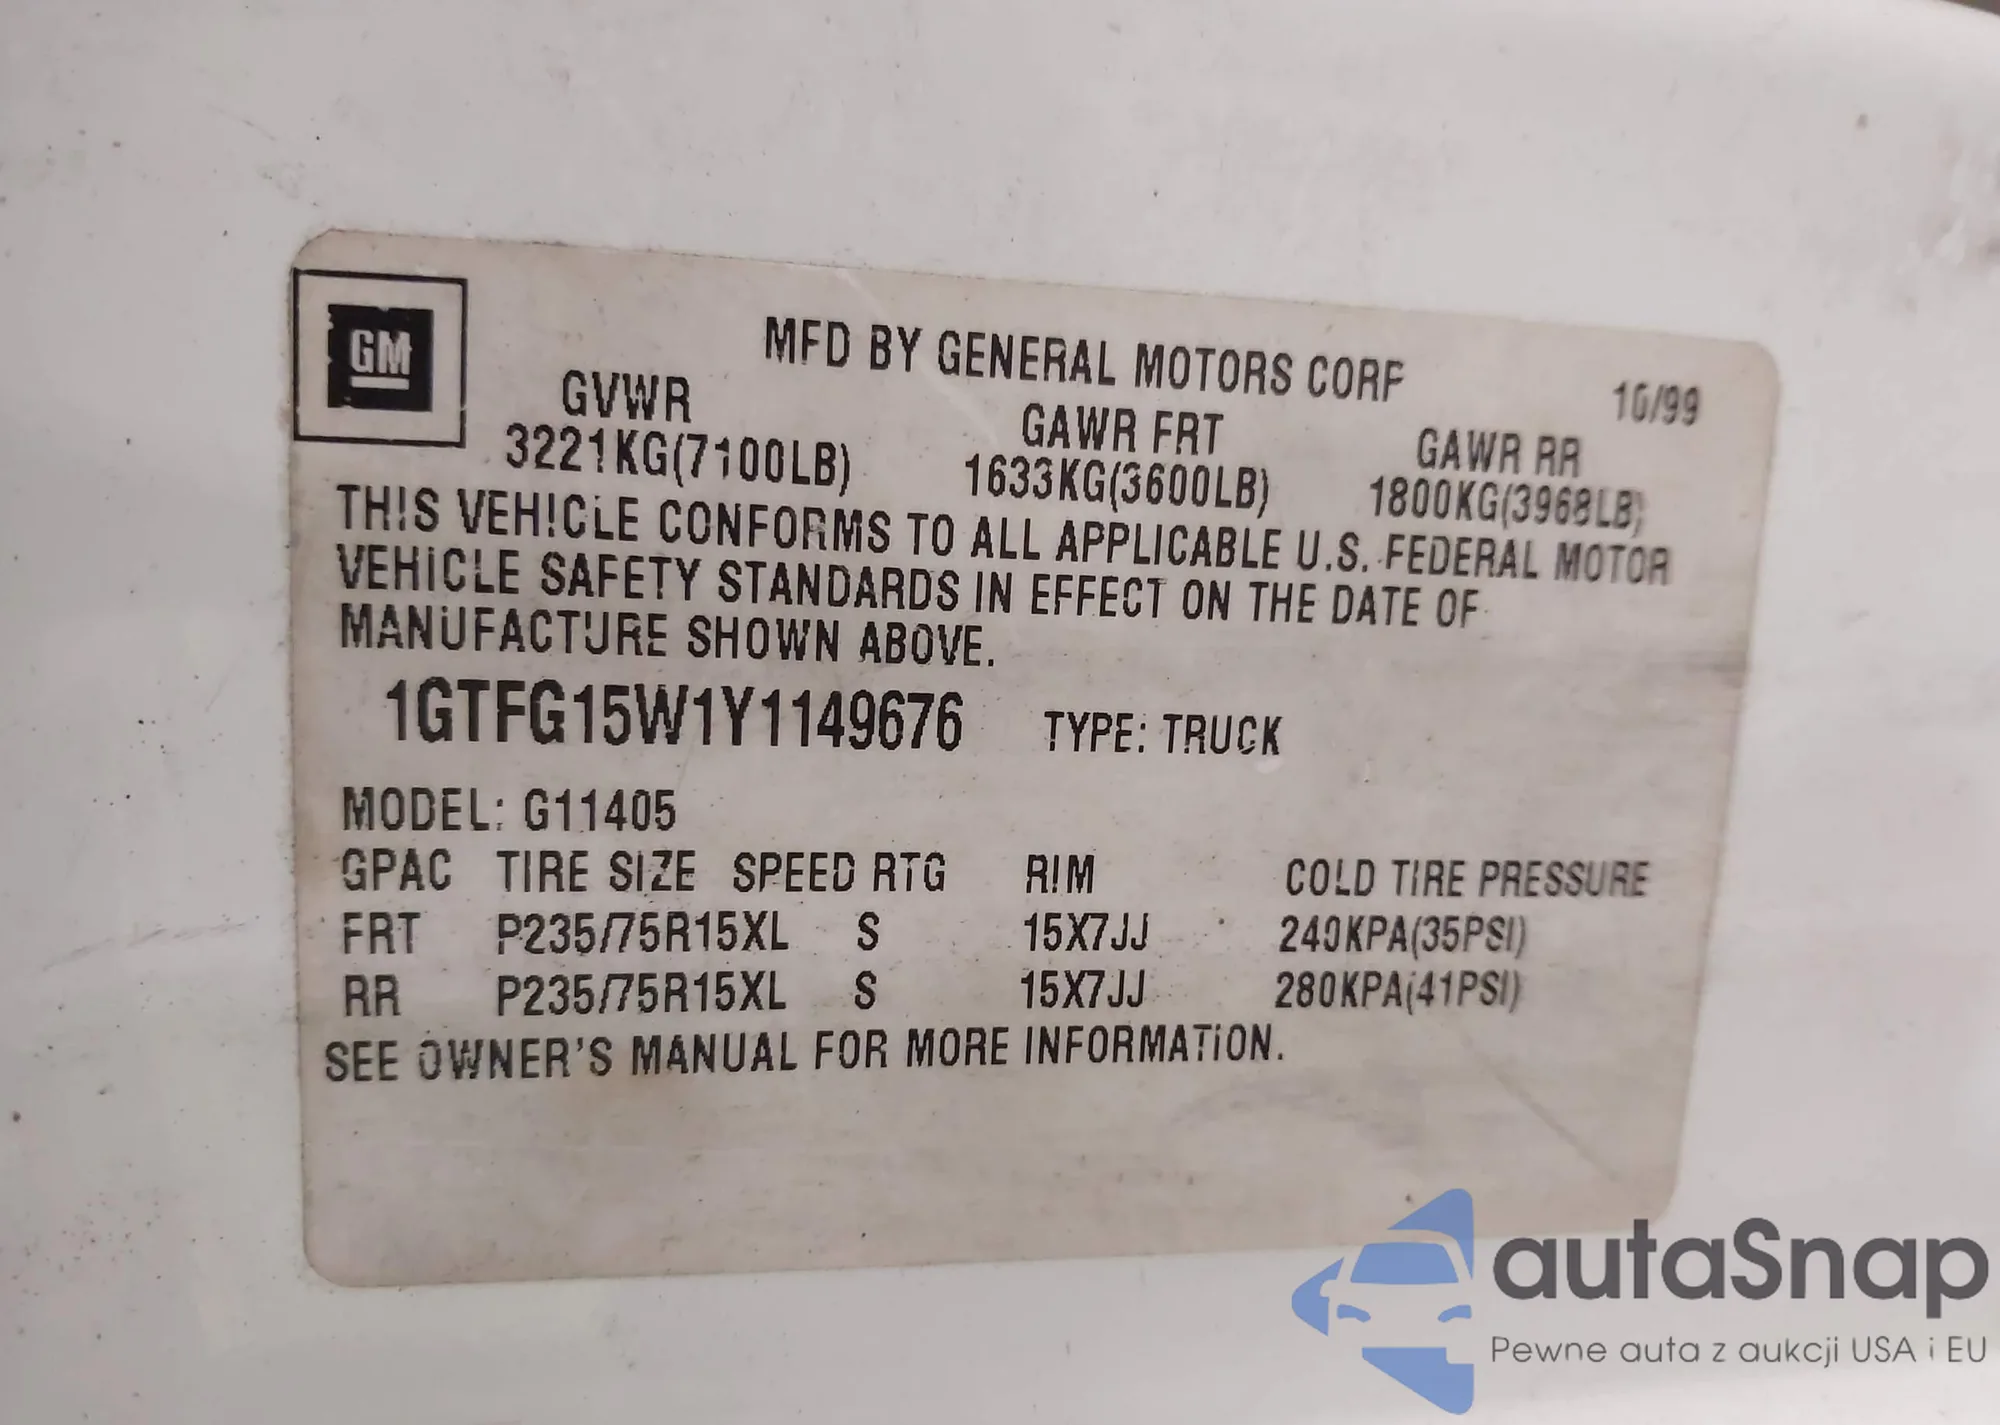 GM
MFD BY GENERAL MOTORS CORP
10/99
GVWR GAWR FRT GAWR RR
3221KG(7100LB) 1633KG(3600LB) 1800KG(3968LB)
THIS VEHICLE CONFORMS TO ALL APPLICABLE U.S. FEDERAL MOTOR
VEHICLE SAFETY STANDARDS IN EFFECT ON THE DATE OF
MANUFACTURE SHOWN ABOVE.
1GTFG15W1Y1149676 TYPE: TRUCK
MODEL: G11405
GPAC TIRE SIZE SPEED RTG RIM COLD TIRE PRESSURE
FRT P235/75R15XL S 15X7JJ 240KPA(35PSI)
RR P235/75R15XL S 15X7JJ 280KPA(41PSI)
SEE OWNER'S MANUAL FOR MORE INFORMATION.
autaSnap
Pewne auta z aukcji USA i EU